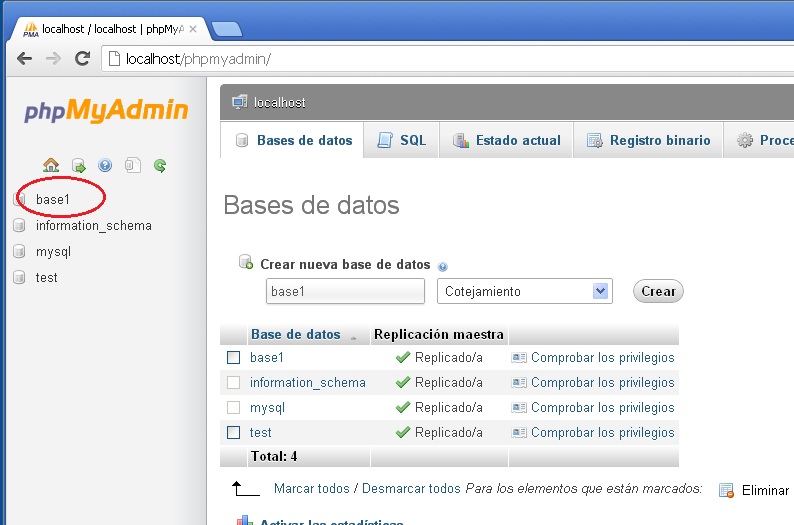 localhost / localhost | phpMyA
localhost/phpmyadmin/
phpMyAdmin
base1
information_schema
mysql
test
localhost
Bases de datos
SQL
Estado actual
Registro binario
Proce
Bases de datos
Crear nueva base de datos
base1
Cotejamiento
Crear
Base de datos Replicación maestra
base1 Replicado/a Comprobar los privilegios
information_schema Replicado/a Comprobar los privilegios
mysql Replicado/a Comprobar los privilegios
test Replicado/a Comprobar los privilegios
Total: 4
Marcar todos / Desmarcar todos Para los elementos que están marcados: Eliminar
Activar las estadísticas